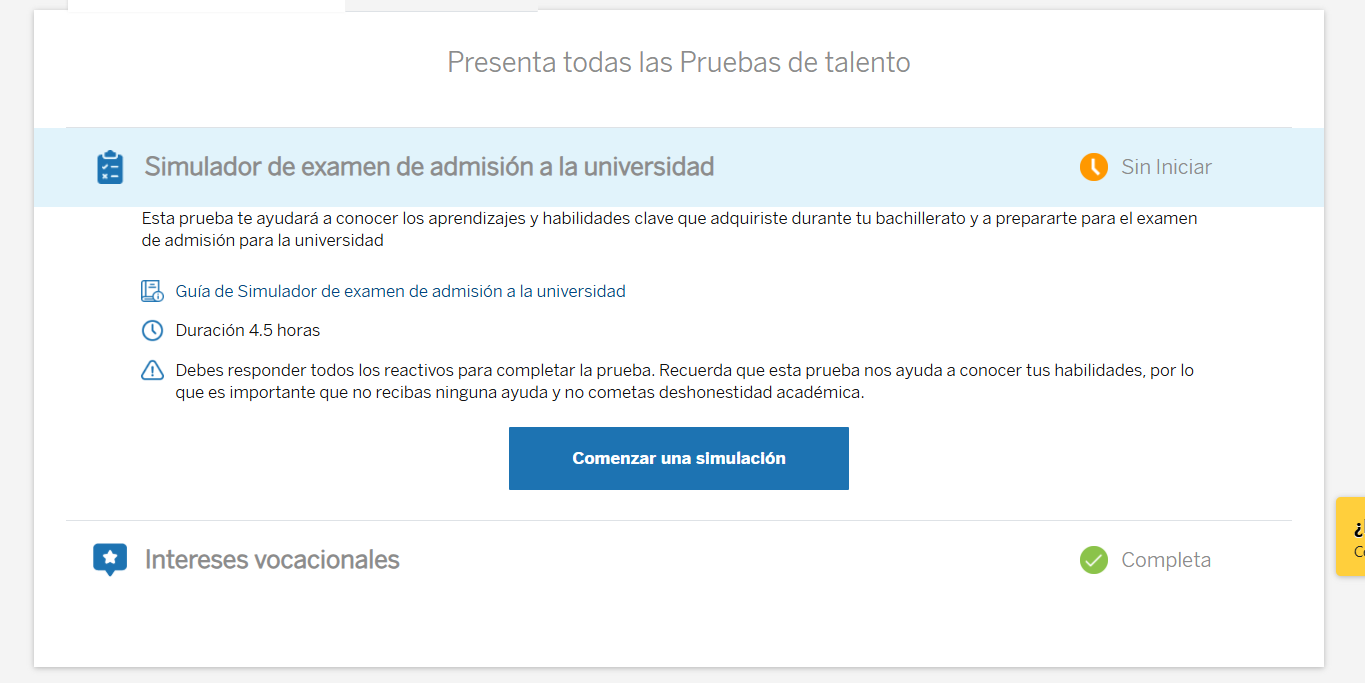 Presenta todas las Pruebas de talento
Simulador de examen de admisión a la universidad
Sin Iniciar
Esta prueba te ayudará a conocer los aprendizajes y habilidades clave que adquiriste durante tu bachillerato y a prepararte para el examen
de admisión para la universidad
Guía de Simulador de examen de admisión a la universidad
Duración 4.5 horas
Debes responder todos los reactivos para completar la prueba. Recuerda que esta prueba nos ayuda a conocer tus habilidades, por lo
que es importante que no recibas ninguna ayuda y no cometas deshonestidad académica.
Comenzar una simulación
Intereses vocacionales
Completa